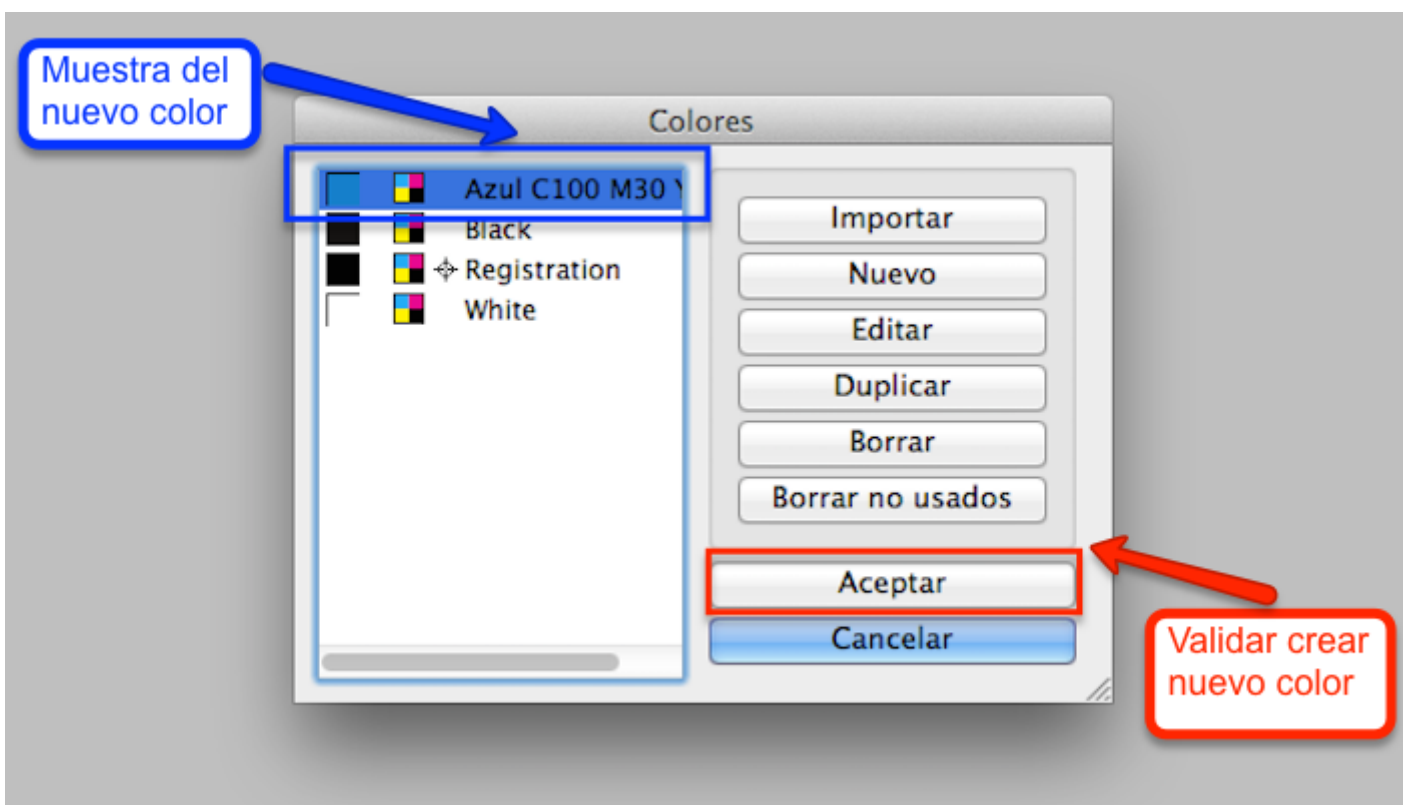 Muestra del
nuevo color
Colores
Azul C100 M30
Black
Registration
White
Importar
Nuevo
Editar
Duplicar
Borrar
Borrar no usados
Aceptar
Cancelar
Validar crear
nuevo color